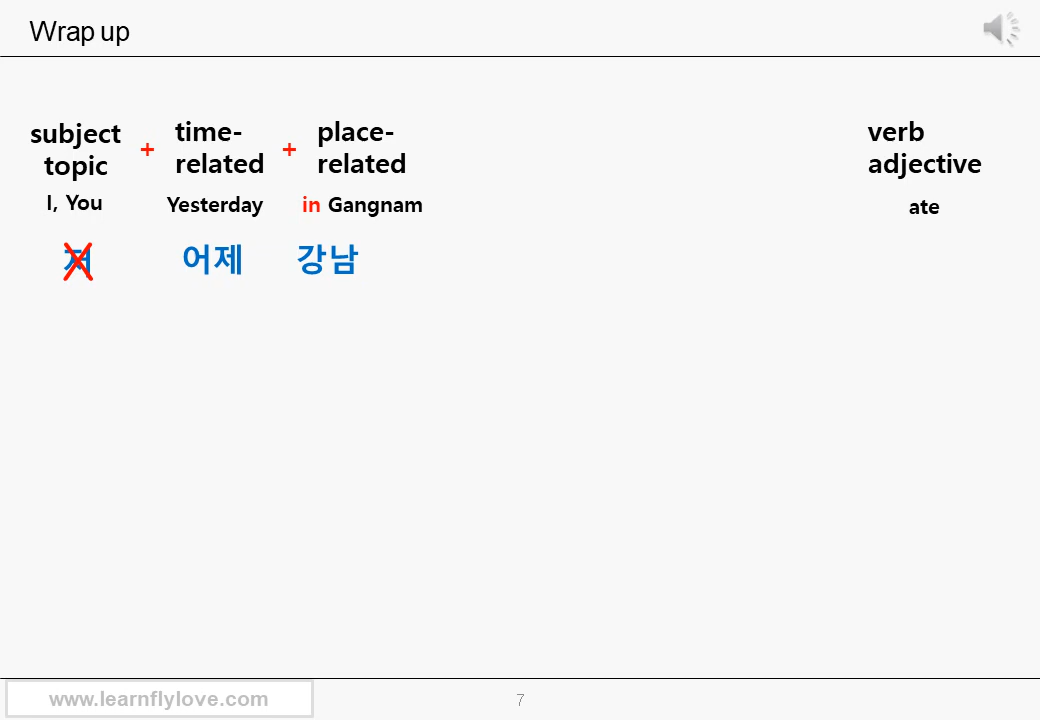 Wrap up
subject topic + time-related + place-related verb adjective
I, You Yesterday in Gangnam ate
저 어제 강남
www.learnflylove.com 7